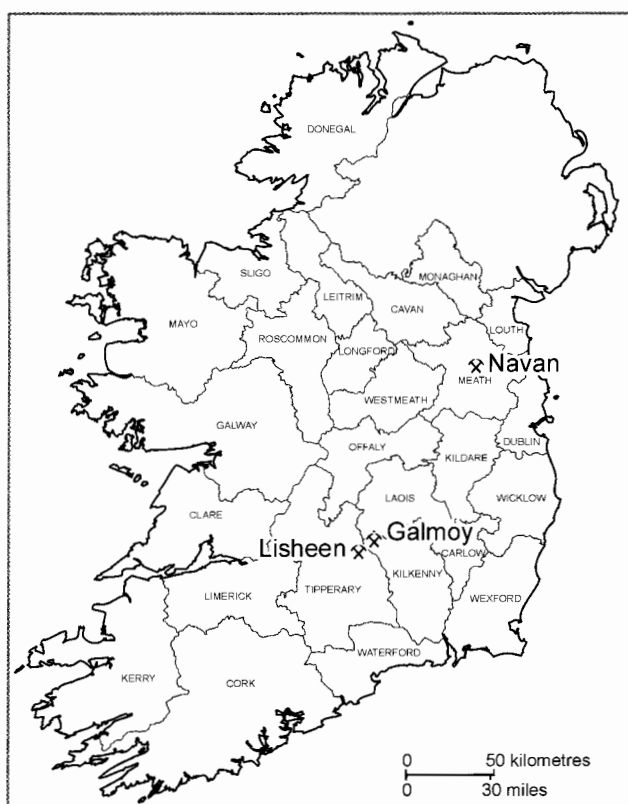 DONEGAL
MONAGHAN
SLIGO
LEITRIM
CAVAN
MAYO
ROSCOMMON
LOUTH
LONGFORD
Navan
MEATH
WESTMEATH
GALWAY
DUBLIN
OFFALY
KILDARE
WICKLOW
LAOIS
CLARE
Galmoy
Lisheen
CARLOW
KILKENNY
TIPPERARY
LIMERICK
WEXFORD
WATERFORD
KERRY
CORK
0 50 kilometres
0 30 miles